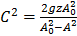 C² = 2gzA₀² / (A₀² − A²)